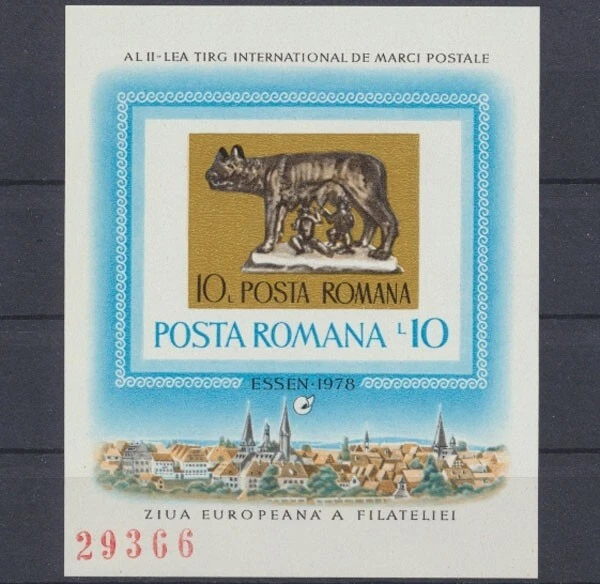 AL II-LEA TIRG INTERNATIONAL DE MARCI POSTALE
10L POSTA ROMANA
POSTA ROMANA L10
ESSEN·1978
ZIUA EUROPEANĂ A FILATELIEI
29366